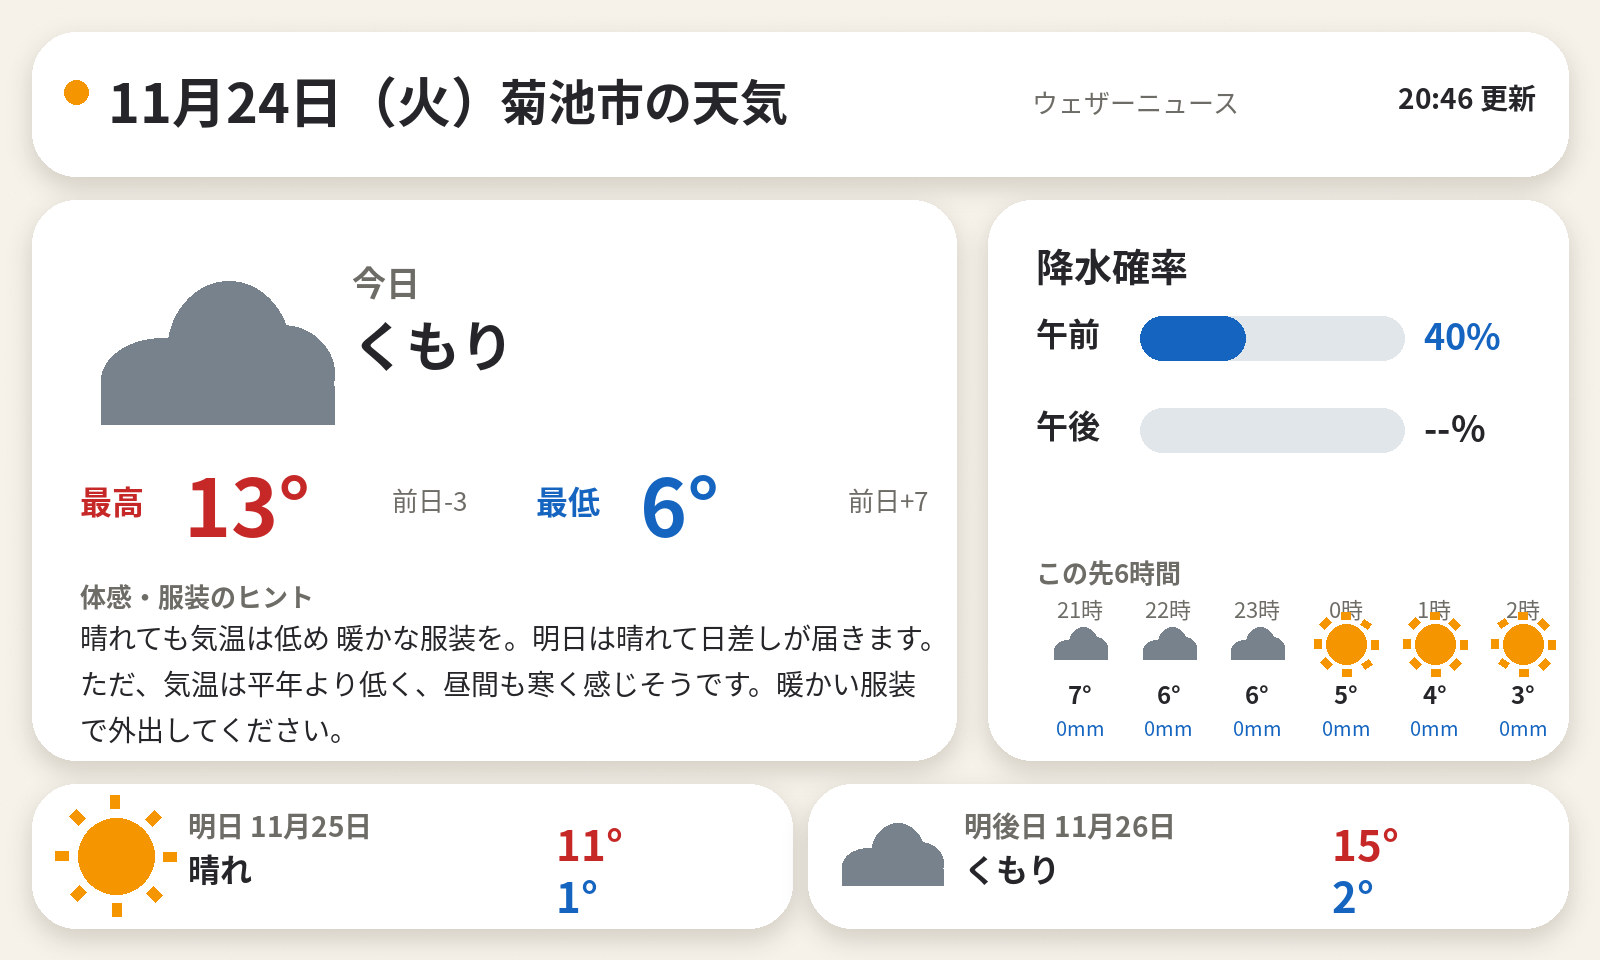 11月24日（火）菊池市の天気
ウェザーニュース
20:46 更新
今日
くもり
最高 13° 前日-3 最低 6° 前日+7
体感・服装のヒント
晴れても気温は低め 暖かな服装を。明日は晴れて日差しが届きます。
ただ、気温は平年より低く、昼間も寒く感じそうです。暖かい服装
で外出してください。
降水確率
午前 40%
午後 --%
この先6時間
21時 22時 23時 0時 1時 2時
7° 6° 6° 5° 4° 3°
0mm 0mm 0mm 0mm 0mm 0mm
明日 11月25日
晴れ
11°
1°
明後日 11月26日
くもり
15°
2°